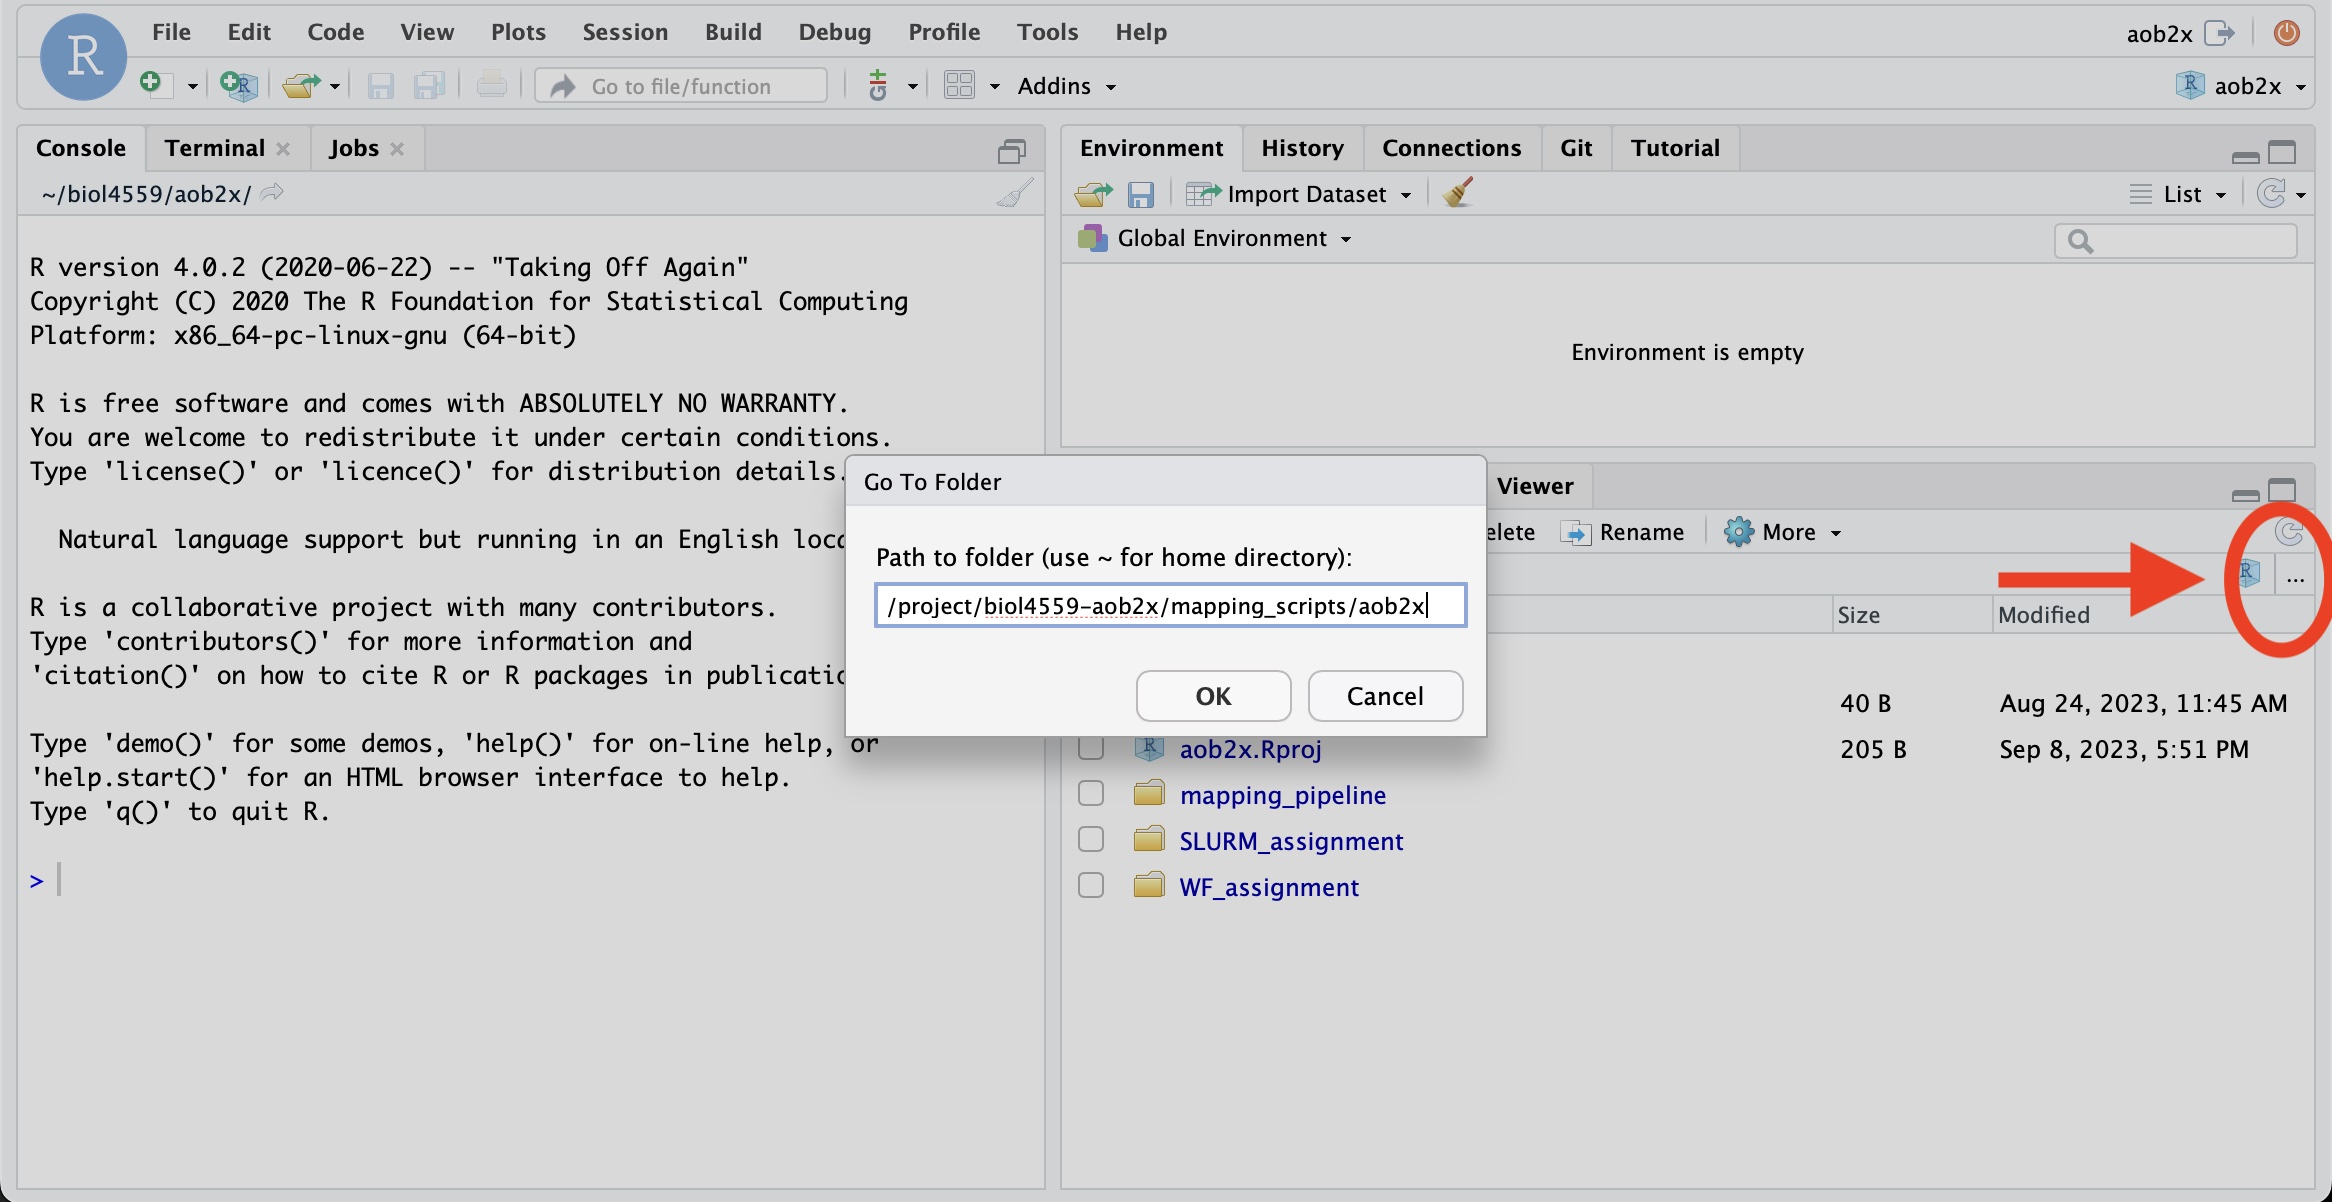 R
File Edit Code View Plots Session Build Debug Profile Tools Help
aob2x
Go to file/function
Addins
aob2x
Console Terminal Jobs
~/biol4559/aob2x/
R version 4.0.2 (2020-06-22) -- "Taking Off Again"
Copyright (C) 2020 The R Foundation for Statistical Computing
Platform: x86_64-pc-linux-gnu (64-bit)
R is free software and comes with ABSOLUTELY NO WARRANTY.
You are welcome to redistribute it under certain conditions.
Type 'license()' or 'licence()' for distribution details.
Natural language support but running in an English loca
R is a collaborative project with many contributors.
Type 'contributors()' for more information and
'citation()' on how to cite R or R packages in publicatio
Type 'demo()' for some demos, 'help()' for on-line help, or
'help.start()' for an HTML browser interface to help.
Type 'q()' to quit R.
>
Environment History Connections Git Tutorial
Import Dataset
List
Global Environment
Environment is empty
Go To Folder
Path to folder (use ~ for home directory):
/project/biol4559-aob2x/mapping_scripts/aob2x
OK Cancel
Viewer
elete Rename More
...
Size Modified
40 B Aug 24, 2023, 11:45 AM
aob2x.Rproj 205 B Sep 8, 2023, 5:51 PM
mapping_pipeline
SLURM_assignment
WF_assignment